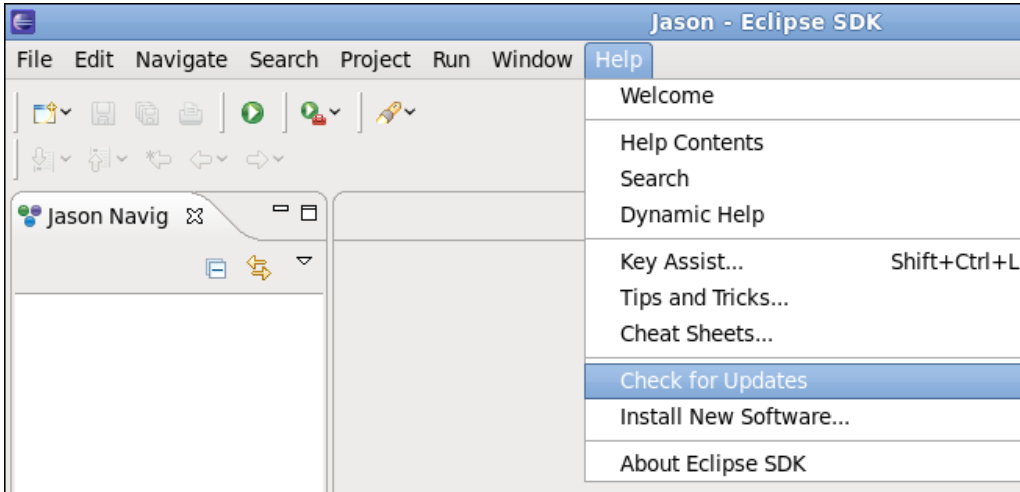 Jason - Eclipse SDK
File Edit Navigate Search Project Run Window Help
Welcome
Help Contents
Search
Dynamic Help
Key Assist... Shift+Ctrl+L
Tips and Tricks...
Cheat Sheets...
Check for Updates
Install New Software...
About Eclipse SDK
Jason Navig